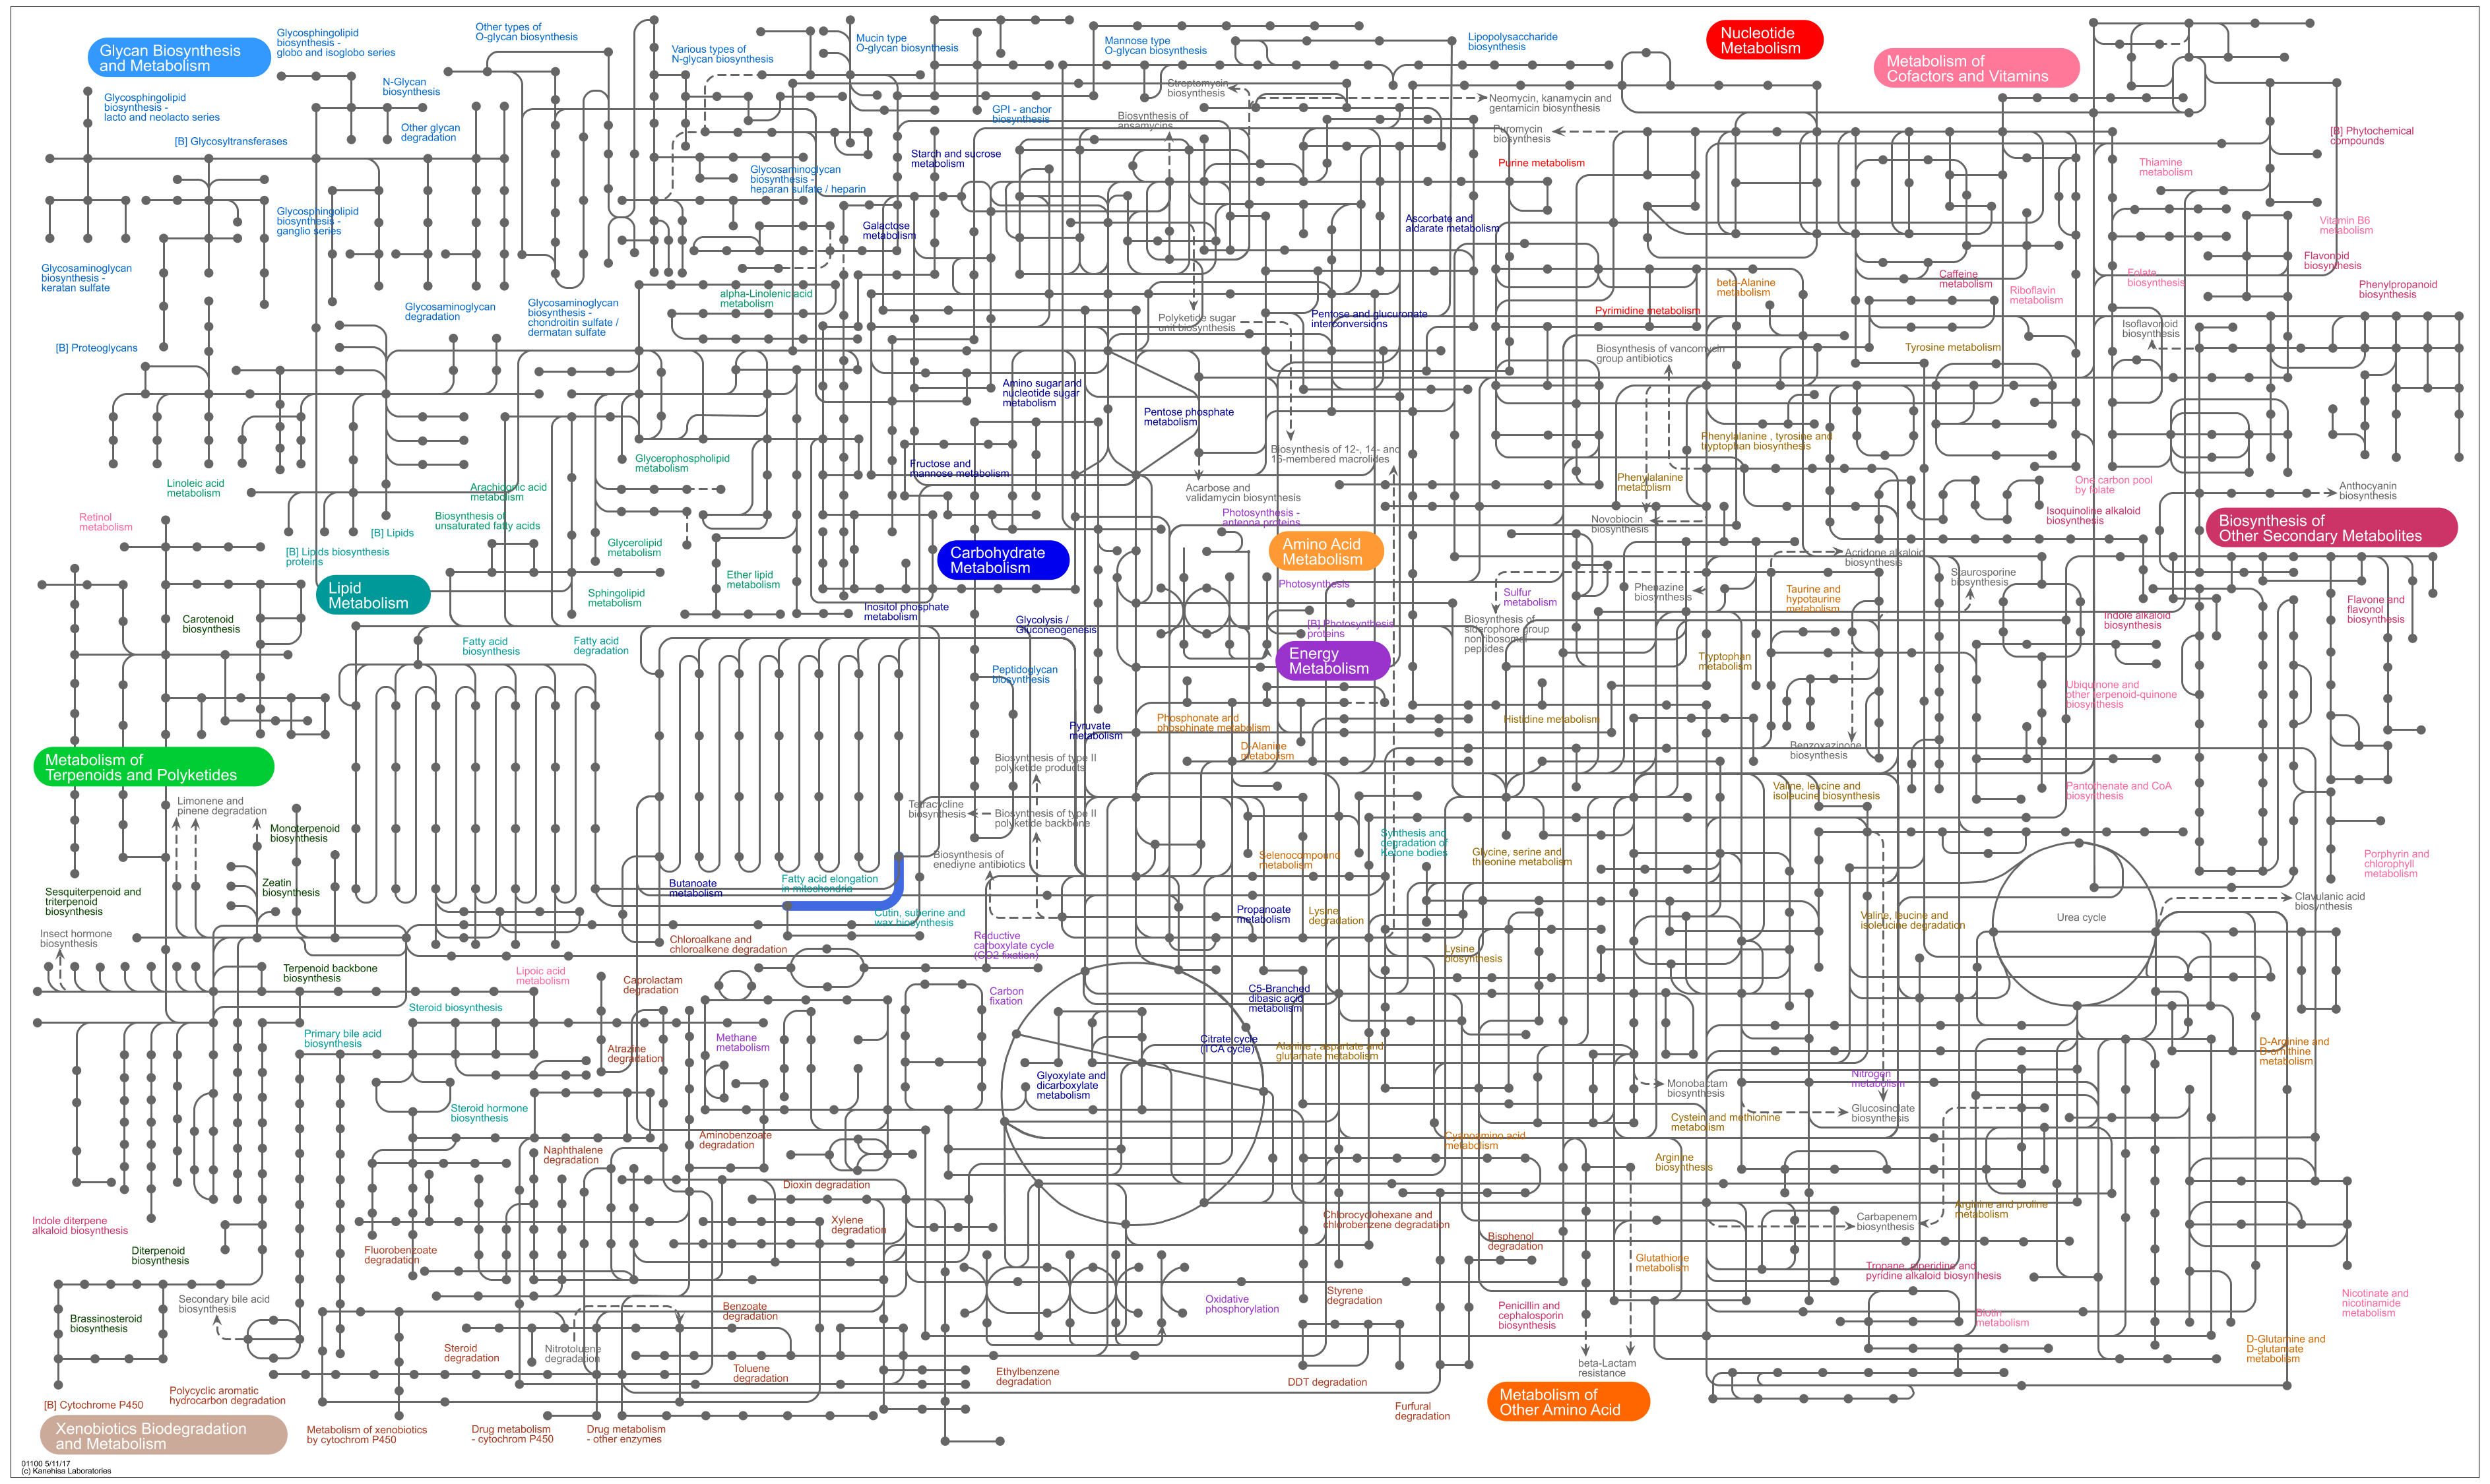 Glycan Biosynthesis
and Metabolism
Glycosphingolipid
biosynthesis -
globo and isoglobo series
Other types of
O-glycan biosynthesis
Various types of
N-glycan biosynthesis
Mucin type
O-glycan biosynthesis
Mannose type
O-glycan biosynthesis
Lipopolysaccharide
biosynthesis
Nucleotide
Metabolism
Metabolism of
Cofactors and Vitamins
N-Glycan
biosynthesis
Glycosphingolipid
biosynthesis -
lacto and neolacto series
Other glycan
degradation
[B] Glycosyltransferases
GPI - anchor
biosynthesis
Streptomycin
biosynthesis
Biosynthesis of
ansamycins
Neomycin, kanamycin and
gentamicin biosynthesis
Puromycin
biosynthesis
[B] Phytochemical
compounds
Starch and sucrose
metabolism
Purine metabolism
Thiamine
metabolism
Glycosaminoglycan
biosynthesis -
heparan sulfate / heparin
Glycosphingolipid
biosynthesis -
ganglio series
Galactose
metabolism
Ascorbate and
aldarate metabolism
Vitamin B6
metabolism
Flavonoid
biosynthesis
Glycosaminoglycan
biosynthesis -
keratan sulfate
Caffeine
metabolism
Folate
biosynthesis
Riboflavin
metabolism
Phenylpropanoid
biosynthesis
beta-Alanine
metabolism
alpha-Linolenic acid
metabolism
Glycosaminoglycan
degradation
Glycosaminoglycan
biosynthesis -
chondroitin sulfate /
dermatan sulfate
Polyketide sugar
unit biosynthesis
Pentose and glucuronate
interconversions
Pyrimidine metabolism
Isoflavonoid
biosynthesis
[B] Proteoglycans
Biosynthesis of vancomycin
group antibiotics
Tyrosine metabolism
Amino sugar and
nucleotide sugar
metabolism
Pentose phosphate
metabolism
Phenylalanine , tyrosine and
tryptophan biosynthesis
Biosynthesis of 12-, 14- and
16-membered macrolides
Glycerophospholipid
metabolism
Fructose and
mannose metabolism
Linoleic acid
metabolism
Arachidonic acid
metabolism
Acarbose and
validamycin biosynthesis
Phenylalanine
metabolism
One carbon pool
by folate
Anthocyanin
biosynthesis
Retinol
metabolism
Biosynthesis of
unsaturated fatty acids
[B] Lipids
Photosynthesis -
antenna proteins
Novobiocin
biosynthesis
Isoquinoline alkaloid
biosynthesis
Biosynthesis of
Other Secondary Metabolites
[B] Lipids biosynthesis
proteins
Glycerolipid
metabolism
Carbohydrate
Metabolism
Amino Acid
Metabolism
Acridone alkaloid
biosynthesis
Lipid
Metabolism
Sphingolipid
metabolism
Ether lipid
metabolism
Photosynthesis
Sulfur
metabolism
Phenazine
biosynthesis
Taurine and
hypotaurine
metabolism
Staurosporine
biosynthesis
Flavone and
flavonol
biosynthesis
Inositol phosphate
metabolism
Carotenoid
biosynthesis
Glycolysis /
Gluconeogenesis
[B] Photosynthesis
proteins
Biosynthesis of
siderophore group
nonribosomal
peptides
Indole alkaloid
biosynthesis
Fatty acid
biosynthesis
Fatty acid
degradation
Energy
Metabolism
Tryptophan
metabolism
Peptidoglycan
biosynthesis
Ubiquinone and
other terpenoid-quinone
biosynthesis
Pyruvate
metabolism
Phosphonate and
phosphinate metabolism
Histidine metabolism
D-Alanine
metabolism
Benzoxazinone
biosynthesis
Metabolism of
Terpenoids and Polyketides
Biosynthesis of type II
polyketide products
Valine, leucine and
isoleucine biosynthesis
Pantothenate and CoA
biosynthesis
Limonene and
pinene degradation
Tetracycline
biosynthesis
Biosynthesis of type II
polyketide backbone
Monoterpenoid
biosynthesis
Synthesis and
degradation of
Ketone bodies
Biosynthesis of
enediyne antibiotics
Selenocompound
metabolism
Glycine, serine and
threonine metabolism
Porphyrin and
chlorophyll
metabolism
Zeatin
biosynthesis
Butanoate
metabolism
Fatty acid elongation
in mitochondria
Sesquiterpenoid and
triterpenoid
biosynthesis
Clavulanic acid
biosynthesis
Cutin, suberine and
wax biosynthesis
Propanoate
metabolism
Lysine
degradation
Valine, leucine and
isoleucine degradation
Urea cycle
Insect hormone
biosynthesis
Chloroalkane and
chloroalkene degradation
Reductive
carboxylate cycle
(CO2 fixation)
Lysine
biosynthesis
Terpenoid backbone
biosynthesis
Lipoic acid
metabolism
Caprolactam
degradation
Carbon
fixation
C5-Branched
dibasic acid
metabolism
Steroid biosynthesis
Primary bile acid
biosynthesis
Methane
metabolism
Atrazine
degradation
Citrate cycle
(TCA cycle)
Alanine , aspartate and
glutamate metabolism
D-Arginine and
D-ornithine
metabolism
Glyoxylate and
dicarboxylate
metabolism
Monobactam
biosynthesis
Nitrogen
metabolism
Glucosinolate
biosynthesis
Steroid hormone
biosynthesis
Cystein and methionine
metabolism
Aminobenzoate
degradation
Cyanoamino acid
metabolism
Naphthalene
degradation
Arginine
biosynthesis
Dioxin degradation
Arginine and proline
metabolism
Indole diterpene
alkaloid biosynthesis
Xylene
degradation
Chlorocyclohexane and
chlorobenzene degradation
Carbapenem
biosynthesis
Diterpenoid
biosynthesis
Fluorobenzoate
degradation
Bisphenol
degradation
Glutathione
metabolism
Tropane, piperidine and
pyridine alkaloid biosynthesis
Secondary bile acid
biosynthesis
Brassinosteroid
biosynthesis
Benzoate
degradation
Oxidative
phosphorylation
Styrene
degradation
Penicillin and
cephalosporin
biosynthesis
Biotin
metabolism
Nicotinate and
nicotinamide
metabolism
Steroid
degradation
Nitrotoluene
degradation
Toluene
degradation
Ethylbenzene
degradation
DDT degradation
beta-Lactam
resistance
D-Glutamine and
D-glutamate
metabolism
[B] Cytochrome P450
Polycyclic aromatic
hydrocarbon degradation
Metabolism of
Other Amino Acid
Furfural
degradation
Xenobiotics Biodegradation
and Metabolism
Metabolism of xenobiotics
by cytochrom P450
Drug metabolism
- cytochrom P450
Drug metabolism
- other enzymes
01100 5/11/17
(c) Kanehisa Laboratories